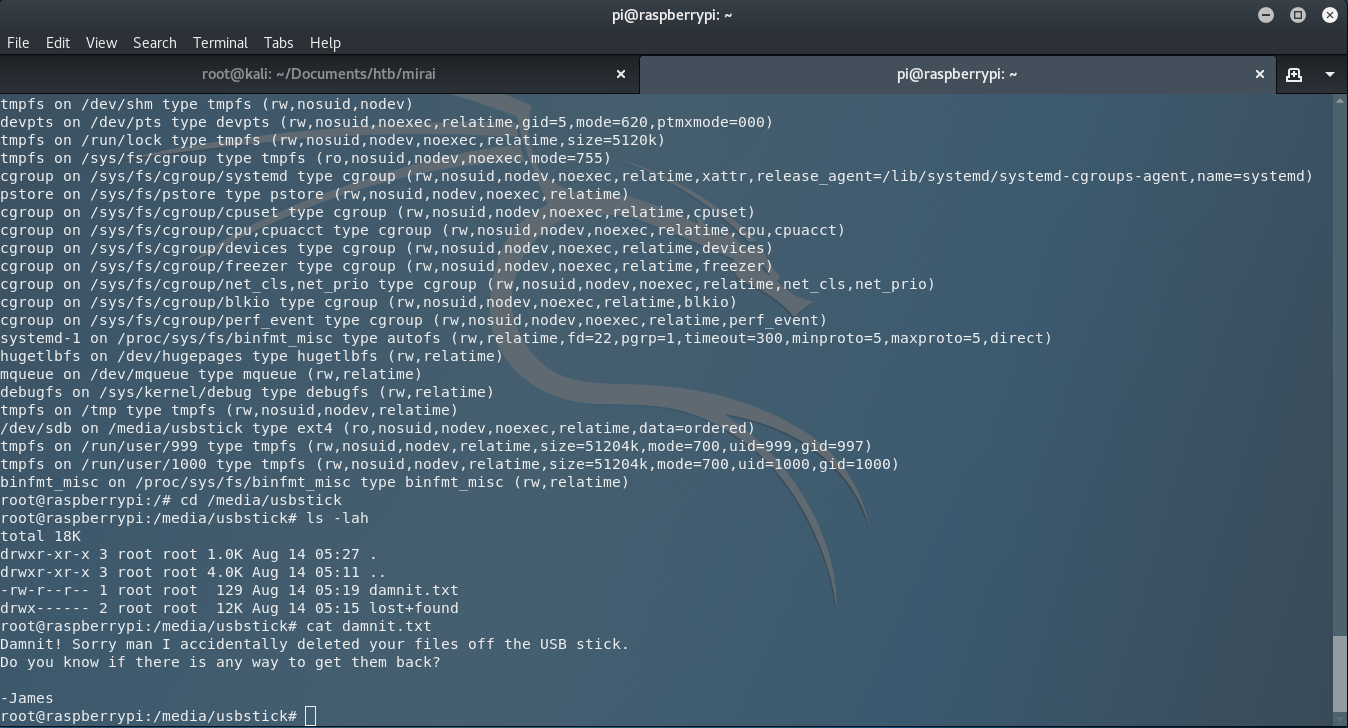 pi@raspberrypi: ~
File Edit View Search Terminal Tabs Help
root@kali: ~/Documents/htb/mirai
pi@raspberrypi: ~
tmpfs on /dev/shm type tmpfs (rw,nosuid,nodev)
devpts on /dev/pts type devpts (rw,nosuid,noexec,relatime,gid=5,mode=620,ptmxmode=000)
tmpfs on /run/lock type tmpfs (rw,nosuid,nodev,noexec,relatime,size=5120k)
tmpfs on /sys/fs/cgroup type tmpfs (ro,nosuid,nodev,noexec,mode=755)
cgroup on /sys/fs/cgroup/systemd type cgroup (rw,nosuid,nodev,noexec,relatime,xattr,release_agent=/lib/systemd/systemd-cgroups-agent,name=systemd)
pstore on /sys/fs/pstore type pstore (rw,nosuid,nodev,noexec,relatime)
cgroup on /sys/fs/cgroup/cpuset type cgroup (rw,nosuid,nodev,noexec,relatime,cpuset)
cgroup on /sys/fs/cgroup/cpu,cpuacct type cgroup (rw,nosuid,nodev,noexec,relatime,cpu,cpuacct)
cgroup on /sys/fs/cgroup/devices type cgroup (rw,nosuid,nodev,noexec,relatime,devices)
cgroup on /sys/fs/cgroup/freezer type cgroup (rw,nosuid,nodev,noexec,relatime,freezer)
cgroup on /sys/fs/cgroup/net_cls,net_prio type cgroup (rw,nosuid,nodev,noexec,relatime,net_cls,net_prio)
cgroup on /sys/fs/cgroup/blkio type cgroup (rw,nosuid,nodev,noexec,relatime,blkio)
cgroup on /sys/fs/cgroup/perf_event type cgroup (rw,nosuid,nodev,noexec,relatime,perf_event)
systemd-1 on /proc/sys/fs/binfmt_misc type autofs (rw,relatime,fd=22,pgrp=1,timeout=300,minproto=5,maxproto=5,direct)
hugetlbfs on /dev/hugepages type hugetlbfs (rw,relatime)
mqueue on /dev/mqueue type mqueue (rw,relatime)
debugfs on /sys/kernel/debug type debugfs (rw,relatime)
tmpfs on /tmp type tmpfs (rw,nosuid,nodev,relatime)
/dev/sdb on /media/usbstick type ext4 (ro,nosuid,nodev,noexec,relatime,data=ordered)
tmpfs on /run/user/999 type tmpfs (rw,nosuid,nodev,relatime,size=51204k,mode=700,uid=999,gid=997)
tmpfs on /run/user/1000 type tmpfs (rw,nosuid,nodev,relatime,size=51204k,mode=700,uid=1000,gid=1000)
binfmt_misc on /proc/sys/fs/binfmt_misc type binfmt_misc (rw,relatime)
root@raspberrypi:/# cd /media/usbstick
root@raspberrypi:/media/usbstick# ls -lah
total 18K
drwxr-xr-x 3 root root 1.0K Aug 14 05:27 .
drwxr-xr-x 3 root root 4.0K Aug 14 05:11 ..
-rw-r--r-- 1 root root  129 Aug 14 05:19 damnit.txt
drwx------ 2 root root  12K Aug 14 05:15 lost+found
root@raspberrypi:/media/usbstick# cat damnit.txt
Damnit! Sorry man I accidentally deleted your files off the USB stick.
Do you know if there is any way to get them back?
-James
root@raspberrypi:/media/usbstick#